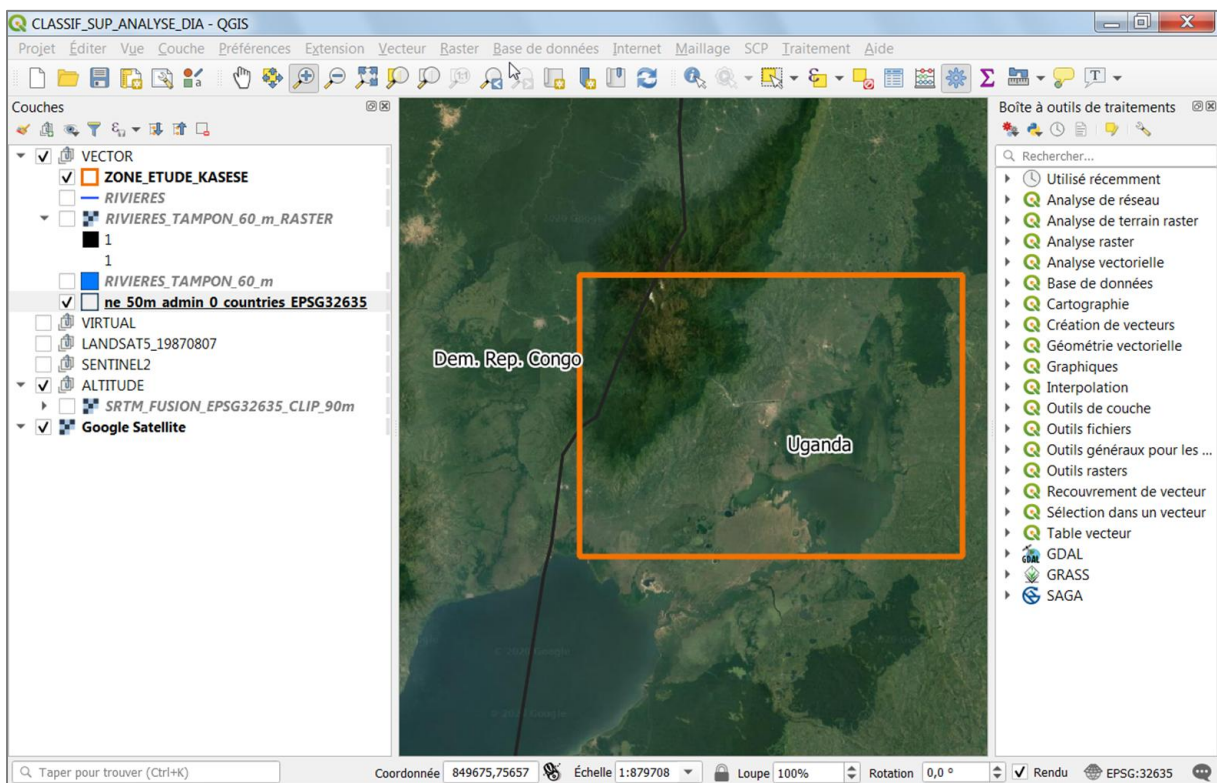 CLASSIF_SUP_ANALYSE_DIA - QGIS
Projet Éditer Vue Couche Préférences Extension Vecteur Raster Base de données Internet Maillage SCP Traitement Aide
Couches
VECTOR
ZONE_ETUDE_KASESE
RIVIERES
RIVIERES_TAMPON_60_m_RASTER
1
1
RIVIERES_TAMPON_60_m
ne_50m_admin_0_countries_EPSG32635
VIRTUAL
LANDSAT5_19870807
SENTINEL2
ALTITUDE
SRTM_FUSION_EPSG32635_CLIP_90m
Google Satellite
Dem. Rep. Congo
Uganda
Boîte à outils de traitements
Rechercher...
Utilisé récemment
Analyse de réseau
Analyse de terrain raster
Analyse raster
Analyse vectorielle
Base de données
Cartographie
Création de vecteurs
Géométrie vectorielle
Graphiques
Interpolation
Outils de couche
Outils fichiers
Outils généraux pour les ...
Outils rasters
Recouvrement de vecteur
Sélection dans un vecteur
Table vecteur
GDAL
GRASS
SAGA
Taper pour trouver (Ctrl+K)
Coordonnée 849675,75657 Échelle 1:879708 Loupe 100% Rotation 0,0 ° Rendu EPSG:32635